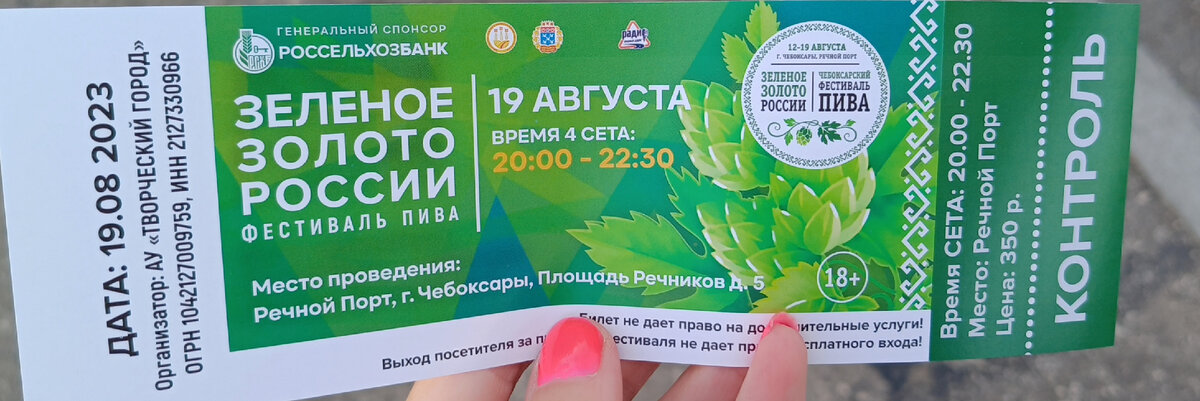 ДАТА: 19.08 2023
Организатор: АУ «ТВОРЧЕСКИЙ ГОРОД»
ОГРН 1042127009759, ИНН 2127330966
ГЕНЕРАЛЬНЫЙ СПОНСОР
РОССЕЛЬХОЗБАНК
ЗЕЛЕНОЕ
ЗОЛОТО
РОССИИ
ФЕСТИВАЛЬ ПИВА
19 АВГУСТА
ВРЕМЯ 4 СЕТА:
20:00 - 22:30
Место проведения:
Речной Порт, г. Чебоксары, Площадь Речников д. 5
радио
12-19 АВГУСТА
Г. ЧЕБОКСАРЫ, РЕЧНОЙ ПОРТ
ЗЕЛЕНОЕ
ЗОЛОТО
РОССИИ
ЧЕБОКСАРСКИЙ
ФЕСТИВАЛЬ
ПИВА
18+
Билет не дает право на до нительные услуги!
Выход посетителя за п естиваля не дает пр сплатного входа!
Время СЕТА: 20.00 - 22.30
Место: Речной Порт
Цена: 350 р.
КОНТРОЛЬ